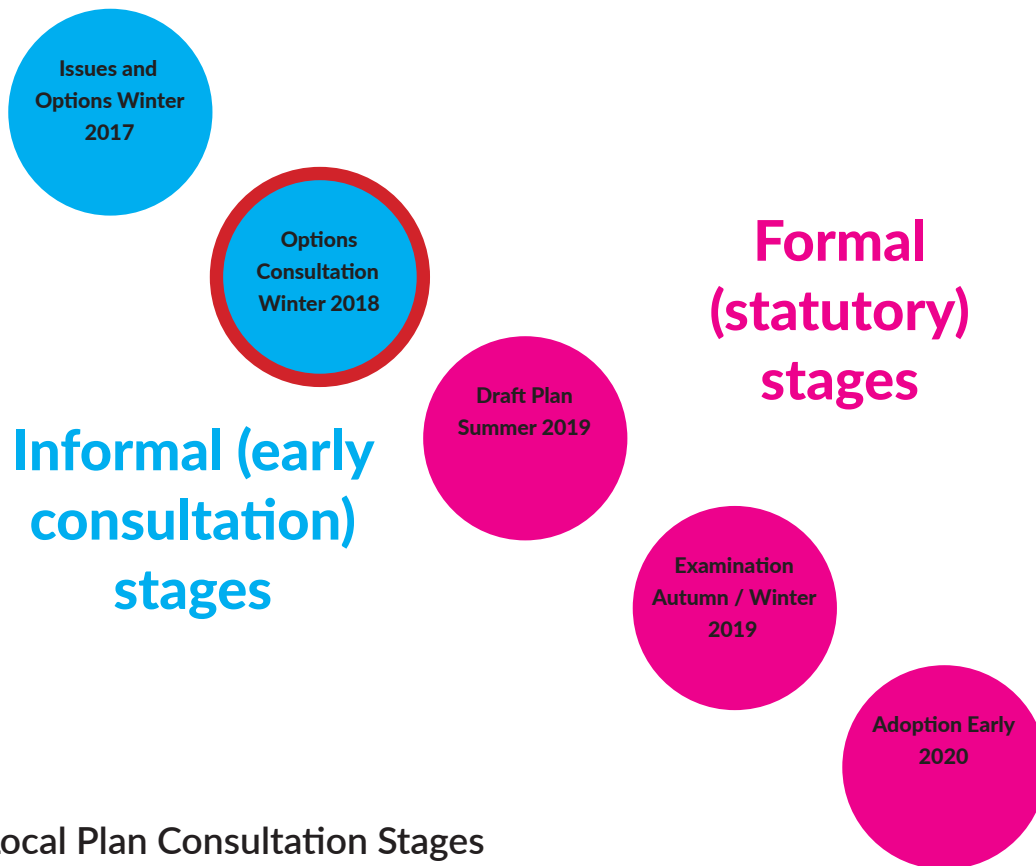 Issues and
Options Winter
2017
Options
Consultation
Winter 2018
Formal
(statutory)
stages
Draft Plan
Summer 2019
Informal (early
consultation)
stages
Examination
Autumn / Winter
2019
Adoption Early
2020
ocal Plan Consultation Stages